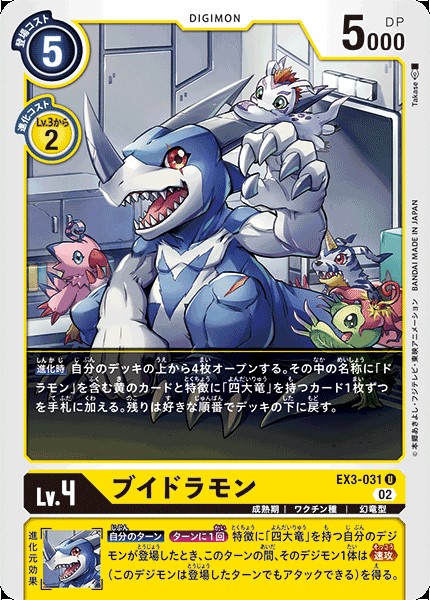 DIGIMON
登場コスト
5
DP
5000
進化コスト
Lv.3から
2
Takase
©本郷あきよし・フジテレビ・東映アニメーション BANDAI MADE IN JAPAN
進化時 自分のデッキの上から4枚オープンする。その中の名称に「ド
ラモン」を含む黄のカードと特徴に「四大竜」を持つカード1枚ずつ
を手札に加える。残りは好きな順番でデッキの下に戻す。
EX3-031 U
02
Lv.4
ブイドラモン
成熟期 | ワクチン種 | 幻竜型
進化元効果
自分のターン ターンに1回 特徴に「四大竜」を持つ自分のデジ
モンが登場したとき、このターンの間、そのデジモン1体は 速攻
（このデジモンは登場したターンでもアタックできる）を得る。